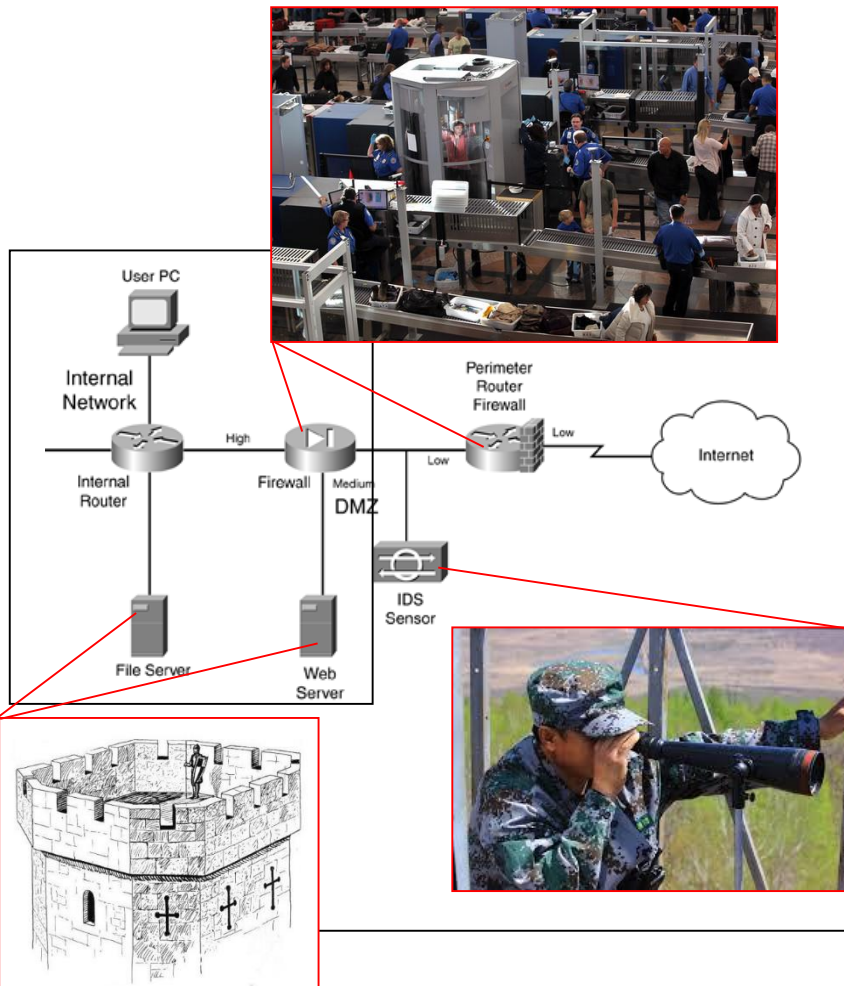 User PC
Internal
Network
Perimeter
Router
Firewall
High
Low
Low
Internet
Internal
Router
Firewall
Medium
DMZ
IDS
Sensor
File Server
Web
Server